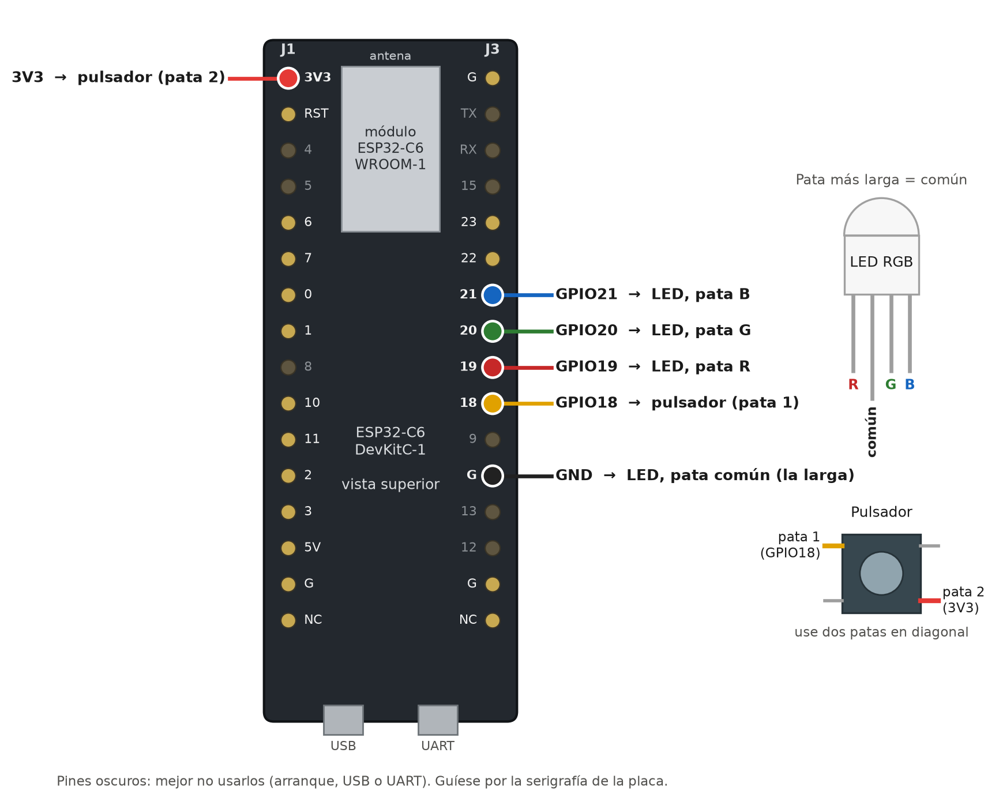 J1
J3
antena
3V3 → pulsador (pata 2)
3V3
G
RST
TX
módulo
ESP32-C6
WROOM-1
4
RX
5
15
Pata más larga = común
6
23
7
22
LED RGB
0
21
GPIO21 → LED, pata B
1
20
GPIO20 → LED, pata G
8
19
GPIO19 → LED, pata R
R
G
B
común
10
18
GPIO18 → pulsador (pata 1)
11
9
ESP32-C6
DevKitC-1
vista superior
2
G
GND → LED, pata común (la larga)
3
13
Pulsador
pata 1
(GPIO18)
5V
12
G
G
pata 2
(3V3)
NC
NC
use dos patas en diagonal
USB
UART
Pines oscuros: mejor no usarlos (arranque, USB o UART). Guíese por la serigrafía de la placa.